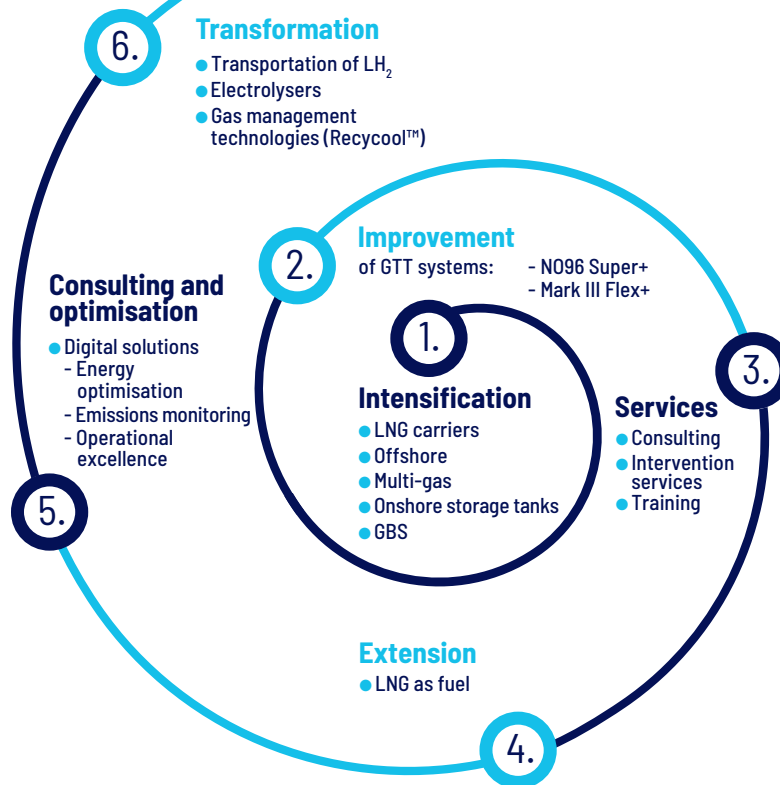 6.
Transformation
Transportation of LH₂
Electrolysers
Gas management
technologies (Recycool™)
2.
Improvement
of GTT systems:
- NO96 Super+
- Mark III Flex+
1.
Intensification
LNG carriers
Offshore
Multi-gas
Onshore storage tanks
GBS
3.
Services
Consulting
Intervention
services
Training
Consulting and
optimisation
Digital solutions
- Energy
optimisation
- Emissions monitoring
- Operational
excellence
5.
Extension
LNG as fuel
4.